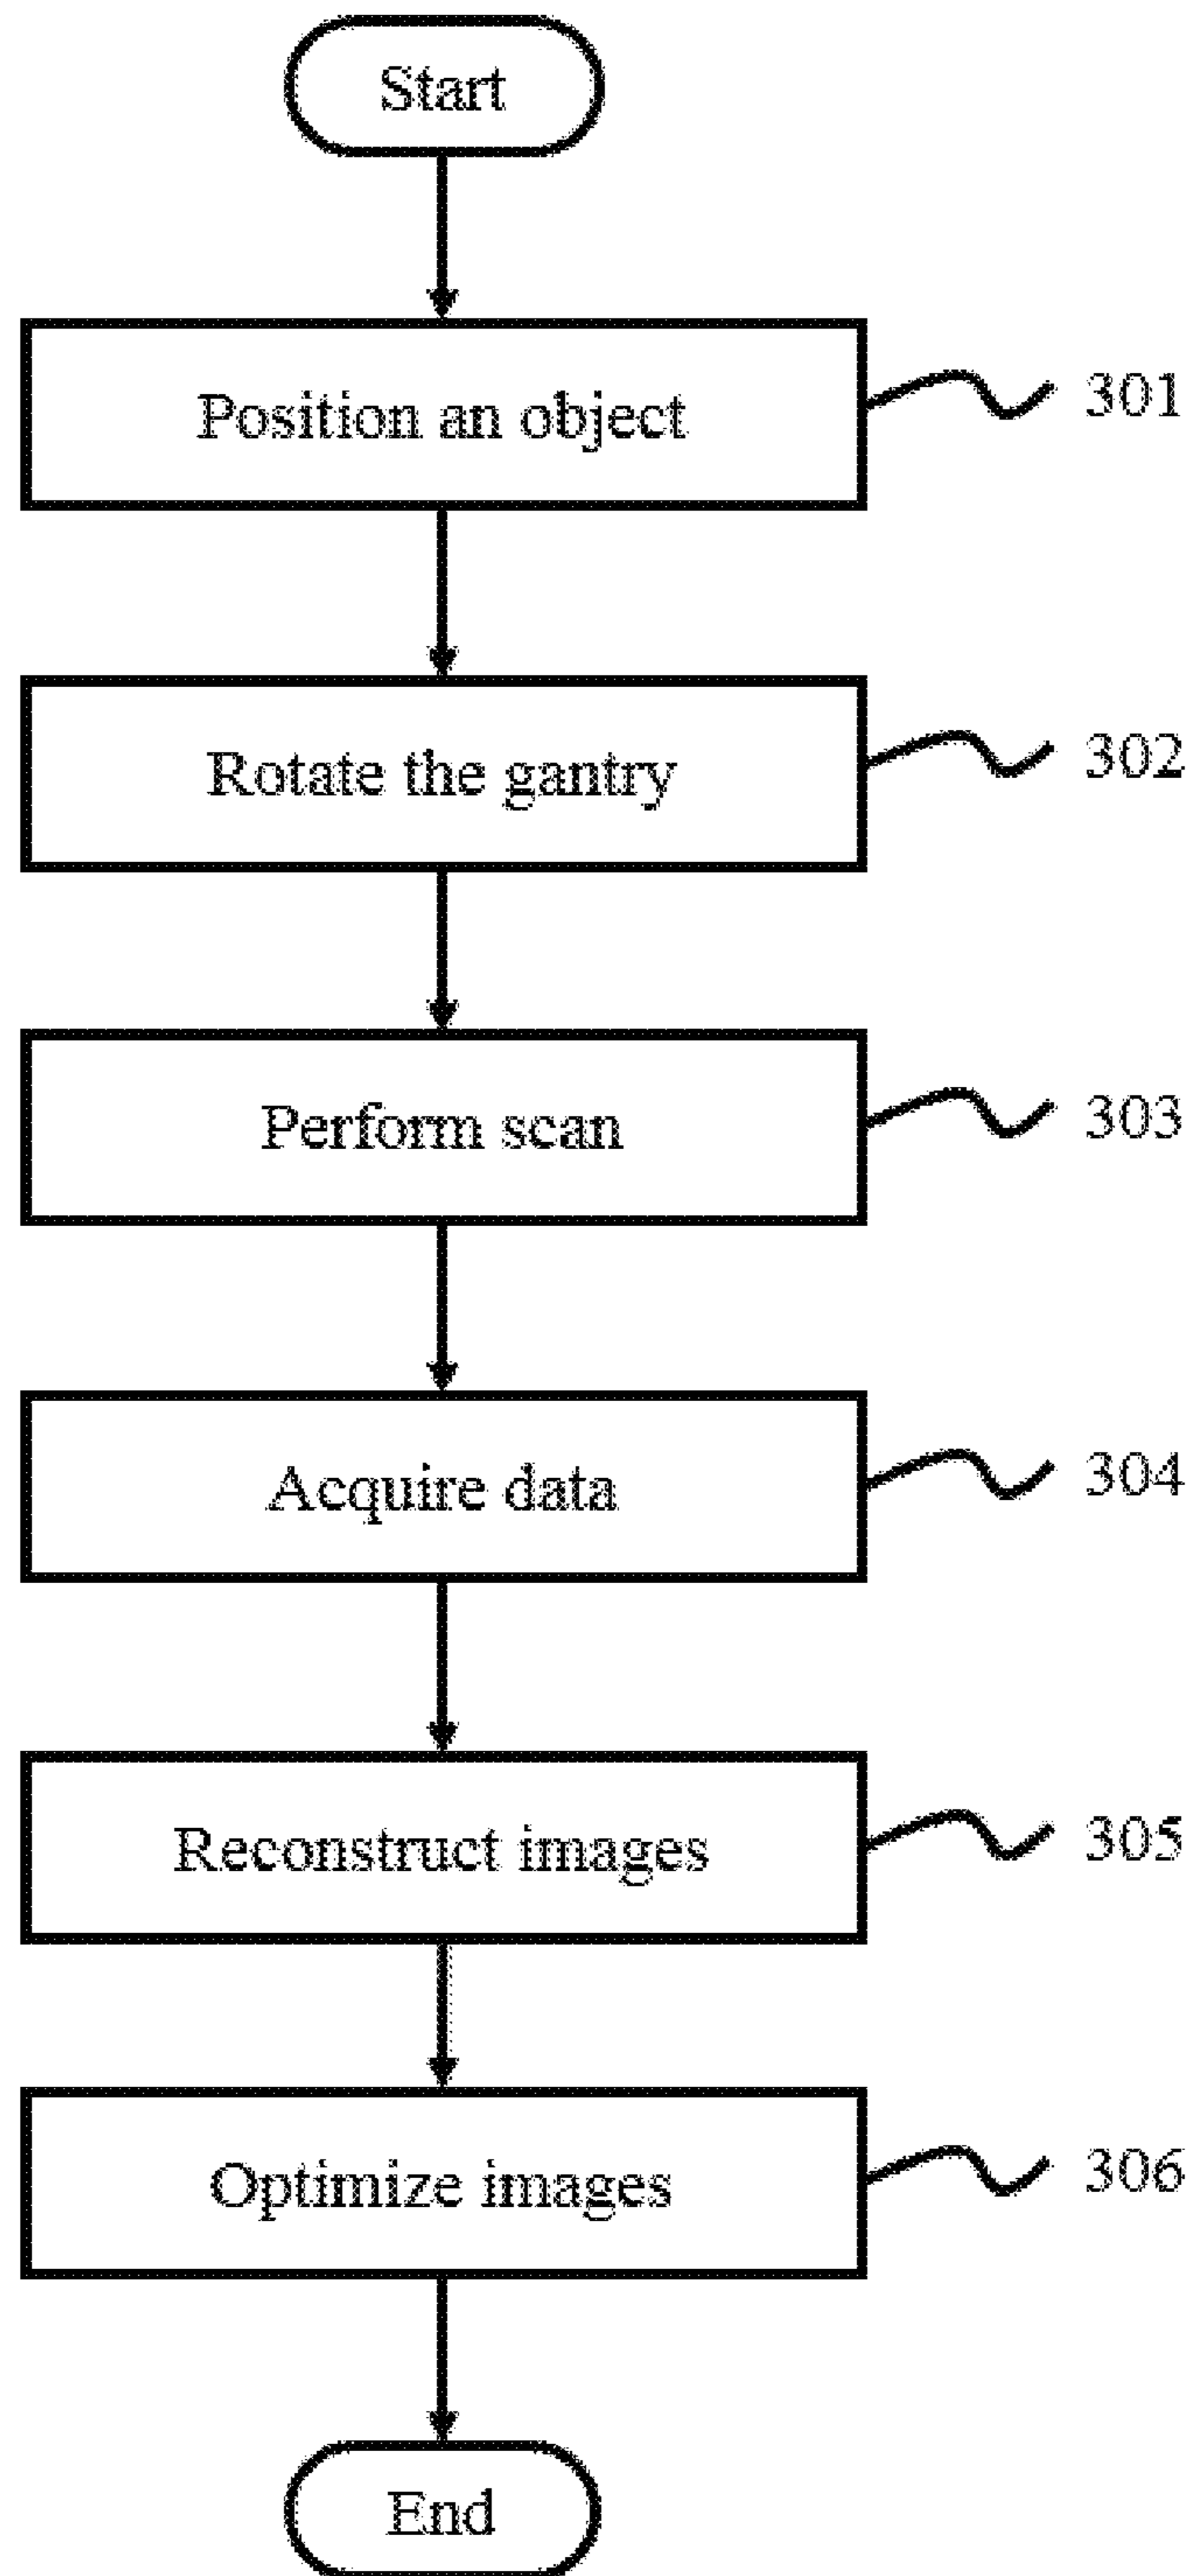 Start
Position an object
301
Rotate the gantry
302
Perform scan
303
Acquire data
304
Reconstruct images
305
Optimize images
306
End